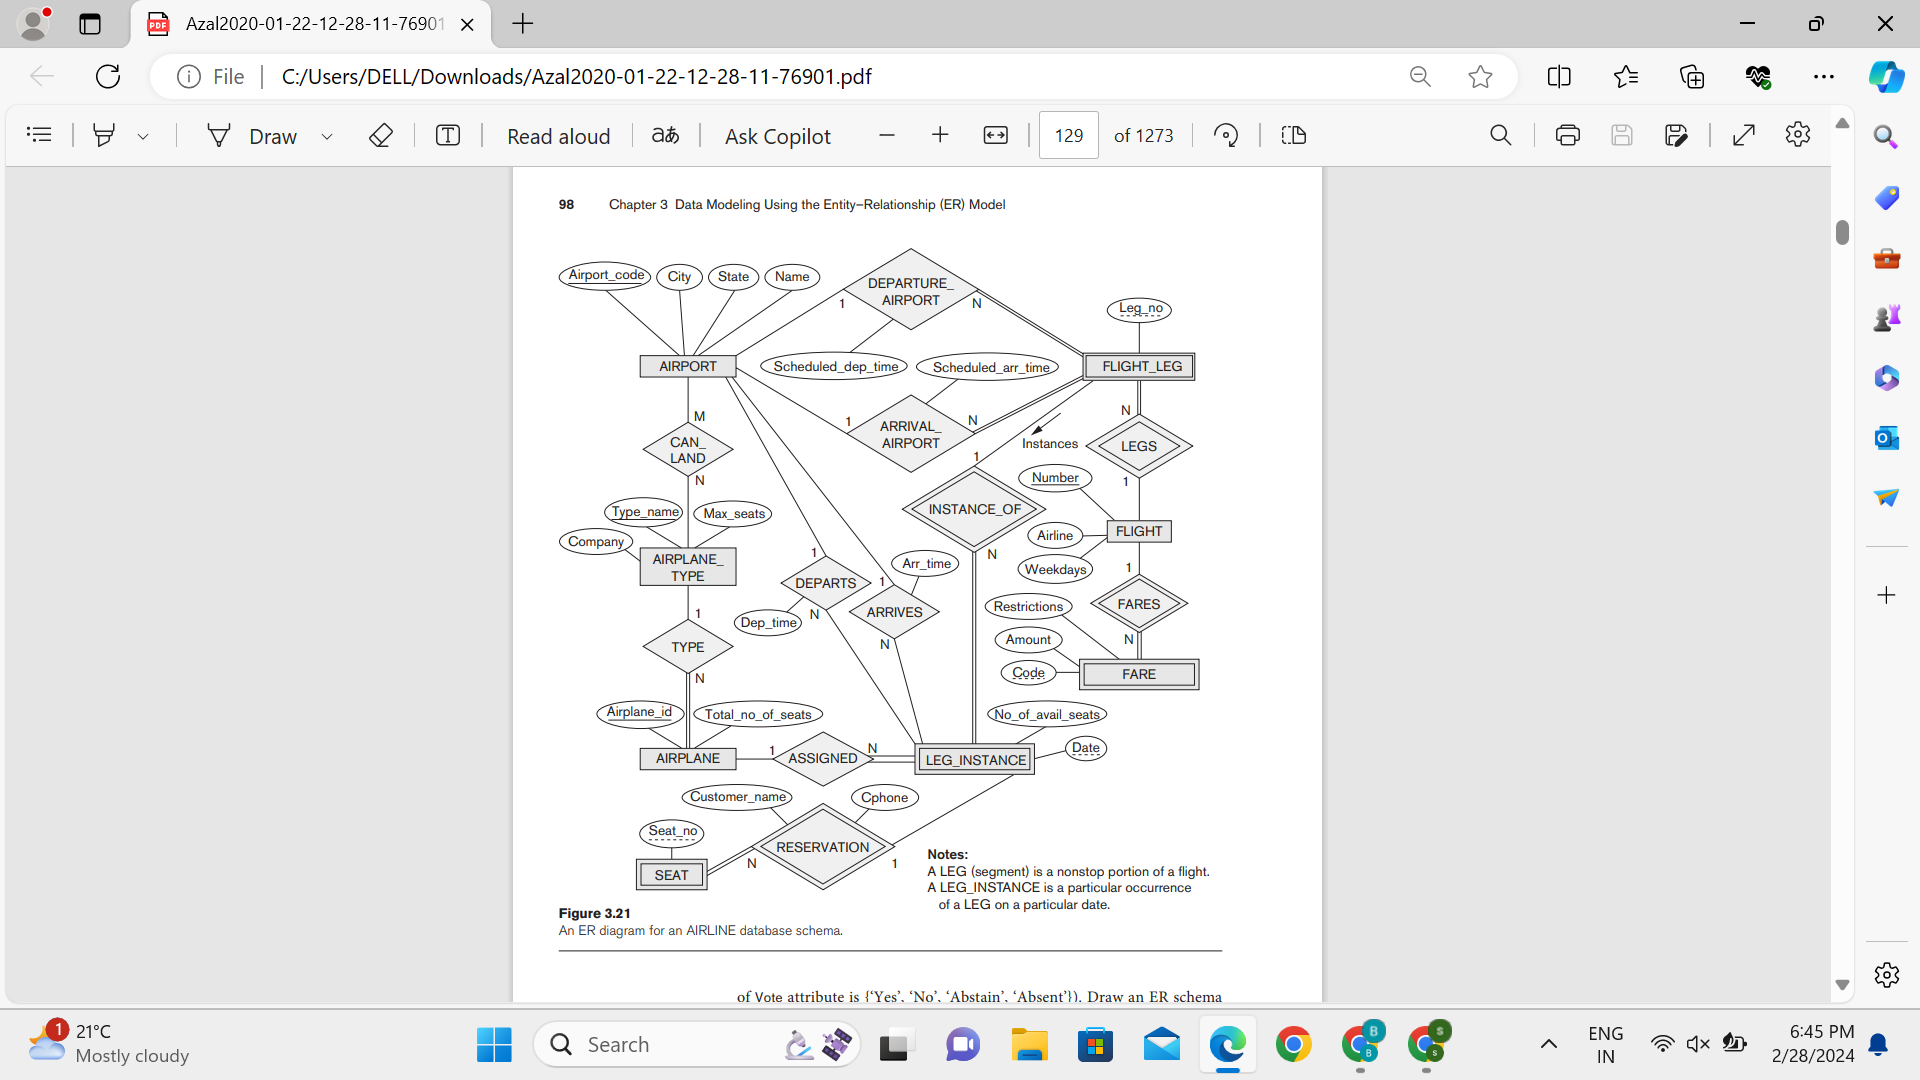 Azal2020-01-22-12-28-11-76901
File
C:/Users/DELL/Downloads/Azal2020-01-22-12-28-11-76901.pdf
Draw
Read aloud
aあ
Ask Copilot
129
of 1273
98 Chapter 3 Data Modeling Using the Entity–Relationship (ER) Model
Airport_code City State Name
DEPARTURE_
AIRPORT
1
N
Leg_no
AIRPORT
Scheduled_dep_time
Scheduled_arr_time
FLIGHT_LEG
M
1
ARRIVAL_
AIRPORT
N
N
CAN_
LAND
N
Instances
LEGS
1
1
Number
INSTANCE_OF
N
Type_name
Max_seats
Company
AIRPLANE_
TYPE
Airline
FLIGHT
Weekdays
1
1
DEPARTS
N
Dep_time
1
Arr_time
ARRIVES
N
Restrictions
FARES
Amount
N
Code
FARE
1
TYPE
N
Airplane_id
Total_no_of_seats
No_of_avail_seats
Date
AIRPLANE
1
ASSIGNED
N
LEG_INSTANCE
Customer_name
Cphone
Seat_no
RESERVATION
SEAT
N
1
Notes:
A LEG (segment) is a nonstop portion of a flight.
A LEG_INSTANCE is a particular occurrence
of a LEG on a particular date.
Figure 3.21
An ER diagram for an AIRLINE database schema.
of Vote attribute is {‘Yes’, ‘No’, ‘Abstain’, ‘Absent’}). Draw an ER schema
1
21°C
Mostly cloudy
Search
B
B
S
S
ENG
IN
6:45 PM
2/28/2024